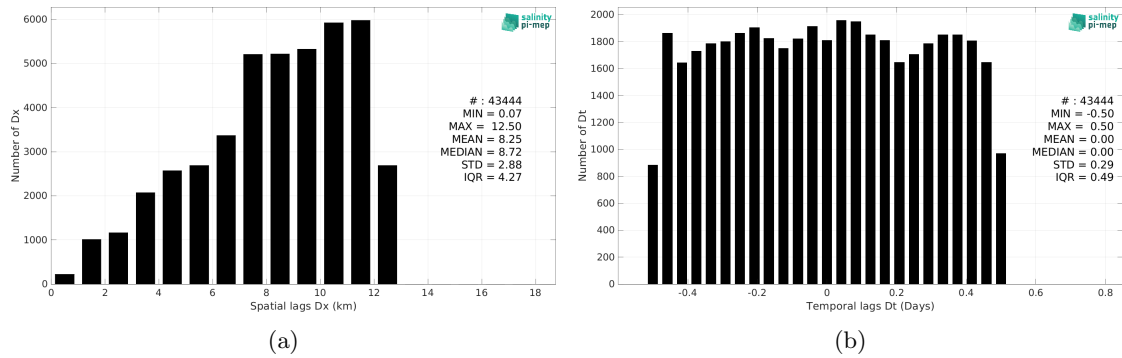 6000
5000
4000
3000
2000
1000
0
Number of Dx
0 2 4 6 8 10 12 14 16 18
Spatial lags Dx (km)
salinity
pi-mep
# : 43444
MIN = 0.07
MAX = 12.50
MEAN = 8.25
MEDIAN = 8.72
STD = 2.88
IQR = 4.27
(a)
2000
1800
1600
1400
1200
1000
800
600
400
200
0
Number of Dt
-0.4 -0.2 0 0.2 0.4 0.6 0.8
Temporal lags Dt (Days)
salinity
pi-mep
# : 43444
MIN = -0.50
MAX = 0.50
MEAN = 0.00
MEDIAN = 0.00
STD = 0.29
IQR = 0.49
(b)